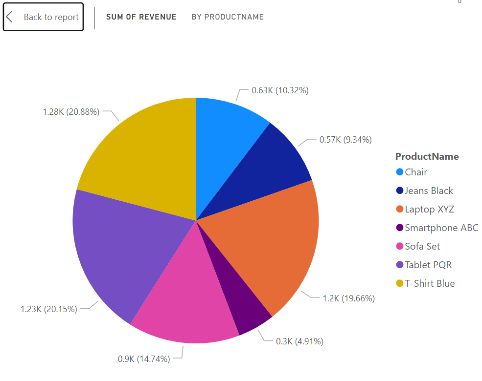 Back to report
SUM OF REVENUE BY PRODUCTNAME
0.63K (10.32%)
1.28K (20.88%)
0.57K (9.34%)
ProductName
Chair
Jeans Black
Laptop XYZ
Smartphone ABC
Sofa Set
Tablet PQR
T-Shirt Blue
1.2K (19.66%)
1.23K (20.15%)
0.3K (4.91%)
0.9K (14.74%)